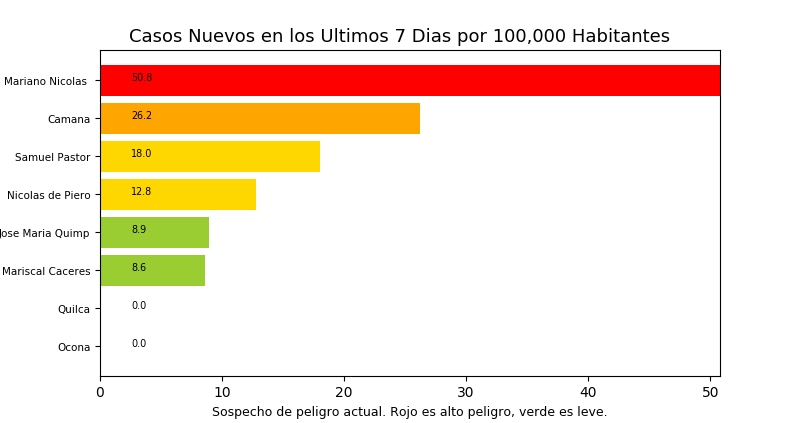 Casos Nuevos en los Ultimos 7 Dias por 100,000 Habitantes
Mariano Nicolas 50.8
Camana 26.2
Samuel Pastor 18.0
Nicolas de Piero 12.8
Jose Maria Quimp 8.9
Mariscal Caceres 8.6
Quilca 0.0
Ocona 0.0
0 10 20 30 40 50
Sospecho de peligro actual. Rojo es alto peligro, verde es leve.